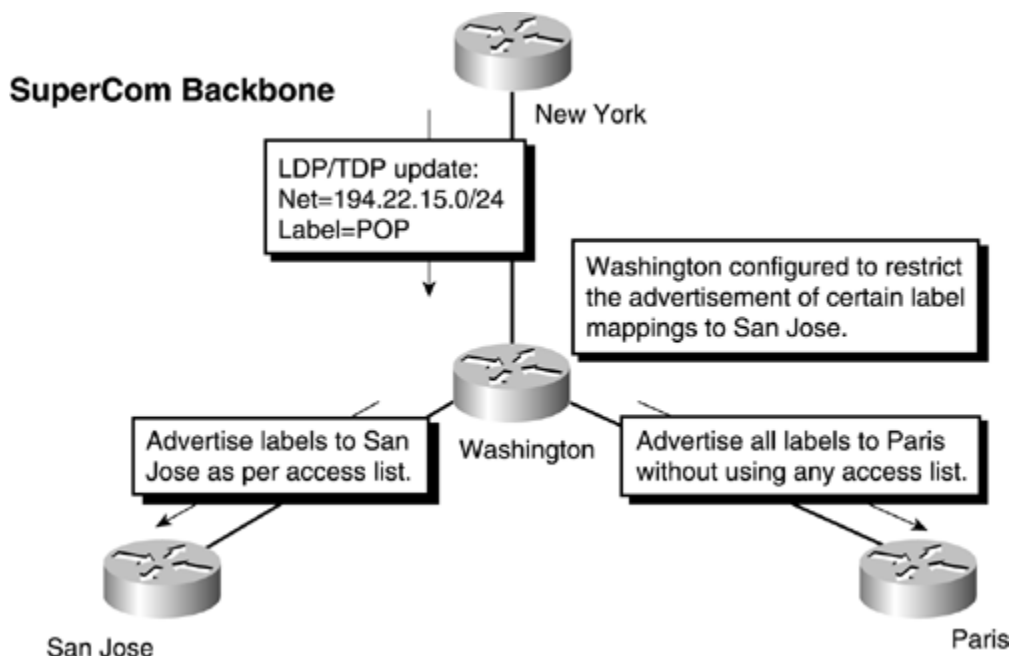 New York
SuperCom Backbone
LDP/TDP update:
Net=194.22.15.0/24
Label=POP
Washington configured to restrict
the advertisement of certain label
mappings to San Jose.
Washington
Advertise labels to San
Jose as per access list.
Advertise all labels to Paris
without using any access list.
San Jose
Paris